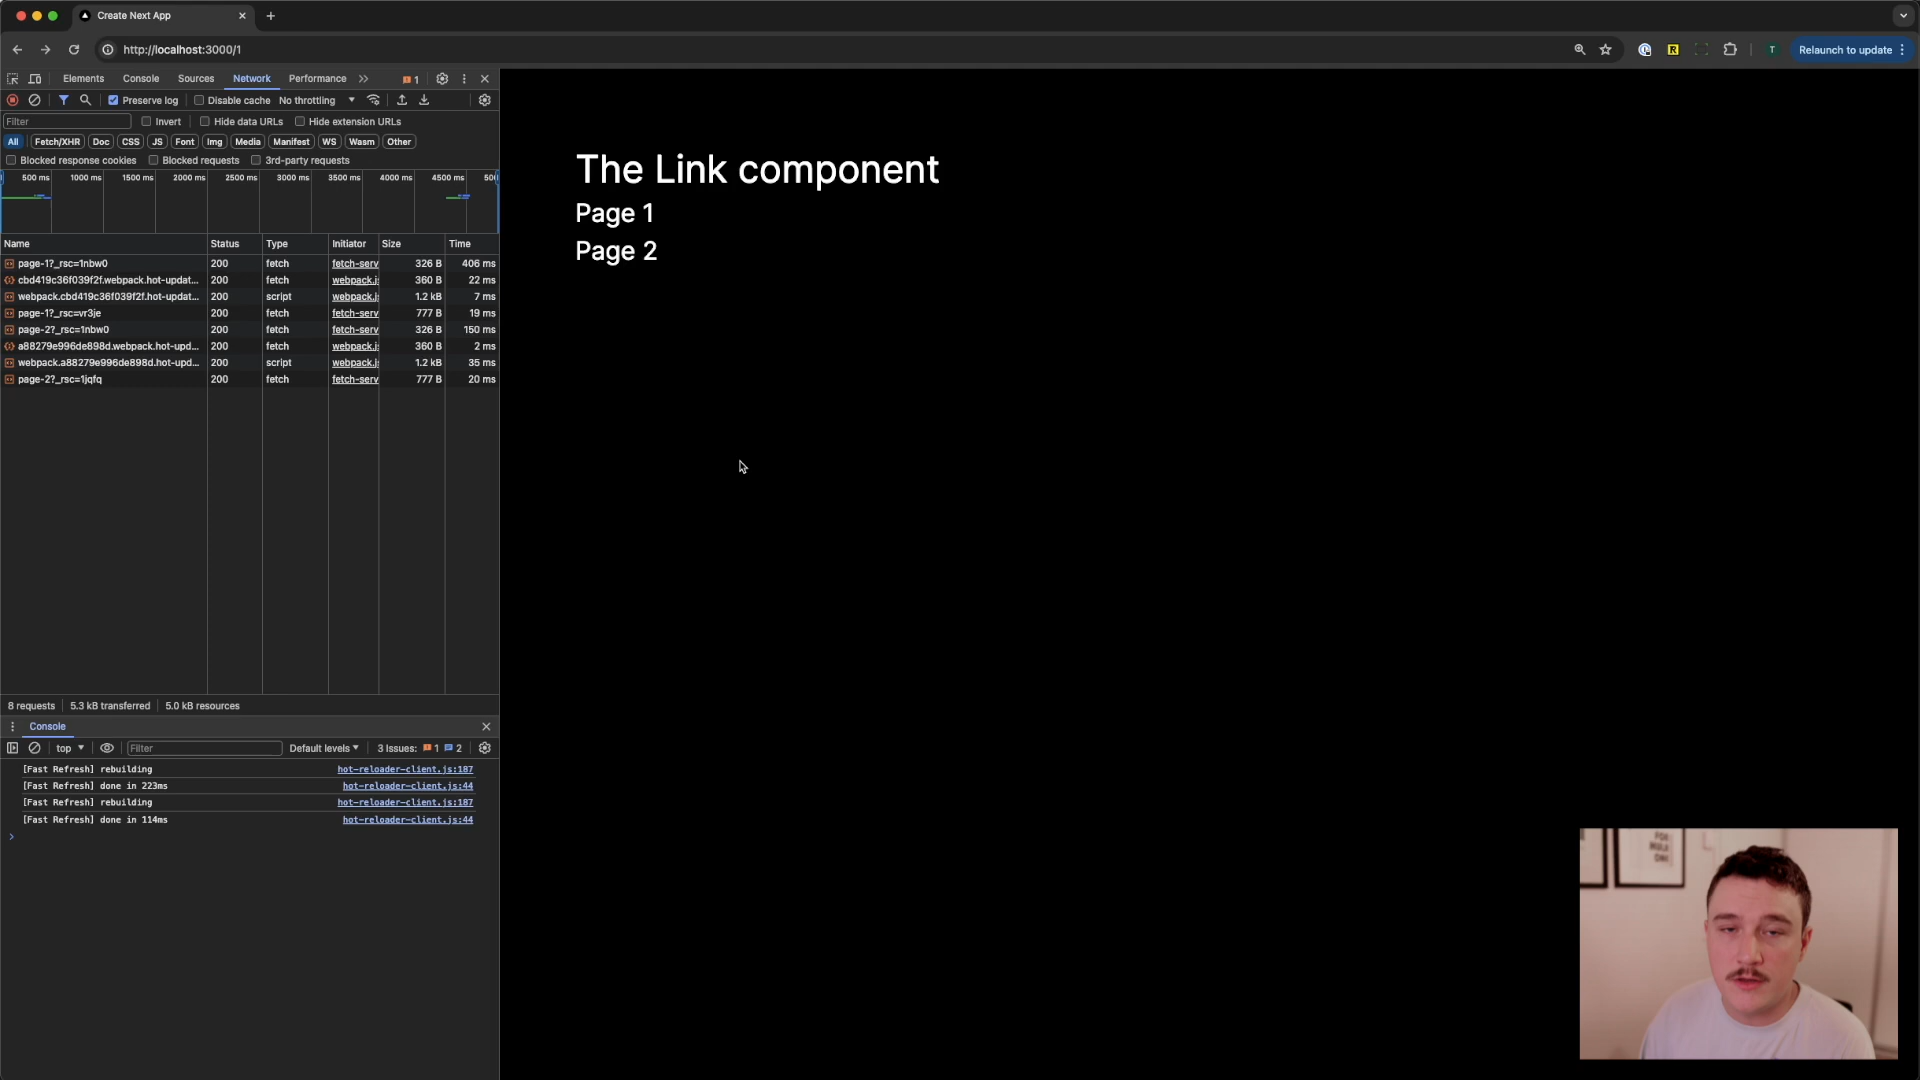 Create Next App
http://localhost:3000/1
T
Relaunch to update
Elements Console Sources Network Performance 1
Preserve log Disable cache No throttling
Filter Invert Hide data URLs Hide extension URLs
All Fetch/XHR Doc CSS JS Font Img Media Manifest WS Wasm Other
Blocked response cookies Blocked requests 3rd-party requests
500 ms 1000 ms 1500 ms 2000 ms 2500 ms 3000 ms 3500 ms 4000 ms 4500 ms 500
Name Status Type Initiator Size Time
page-1?_rsc=1nbw0 200 fetch fetch-serv 326 B 406 ms
cbd419c36f039f2f.webpack.hot-updat... 200 fetch webpack.j 360 B 22 ms
webpack.cbd419c36f039f2f.hot-updat... 200 script webpack.j 1.2 kB 7 ms
page-1?_rsc=vr3je 200 fetch fetch-serv 777 B 19 ms
page-2?_rsc=1nbw0 200 fetch fetch-serv 326 B 150 ms
a88279e996de898d.webpack.hot-upd... 200 fetch webpack.j 360 B 2 ms
webpack.a88279e996de898d.hot-upd... 200 script webpack.j 1.2 kB 35 ms
page-2?_rsc=1jqfq 200 fetch fetch-serv 777 B 20 ms
8 requests 5.3 kB transferred 5.0 kB resources
Console
top Filter Default levels 3 Issues: 1 2
[Fast Refresh] rebuilding hot-reloader-client.js:187
[Fast Refresh] done in 223ms hot-reloader-client.js:44
[Fast Refresh] rebuilding hot-reloader-client.js:187
[Fast Refresh] done in 114ms hot-reloader-client.js:44
The Link component
Page 1
Page 2